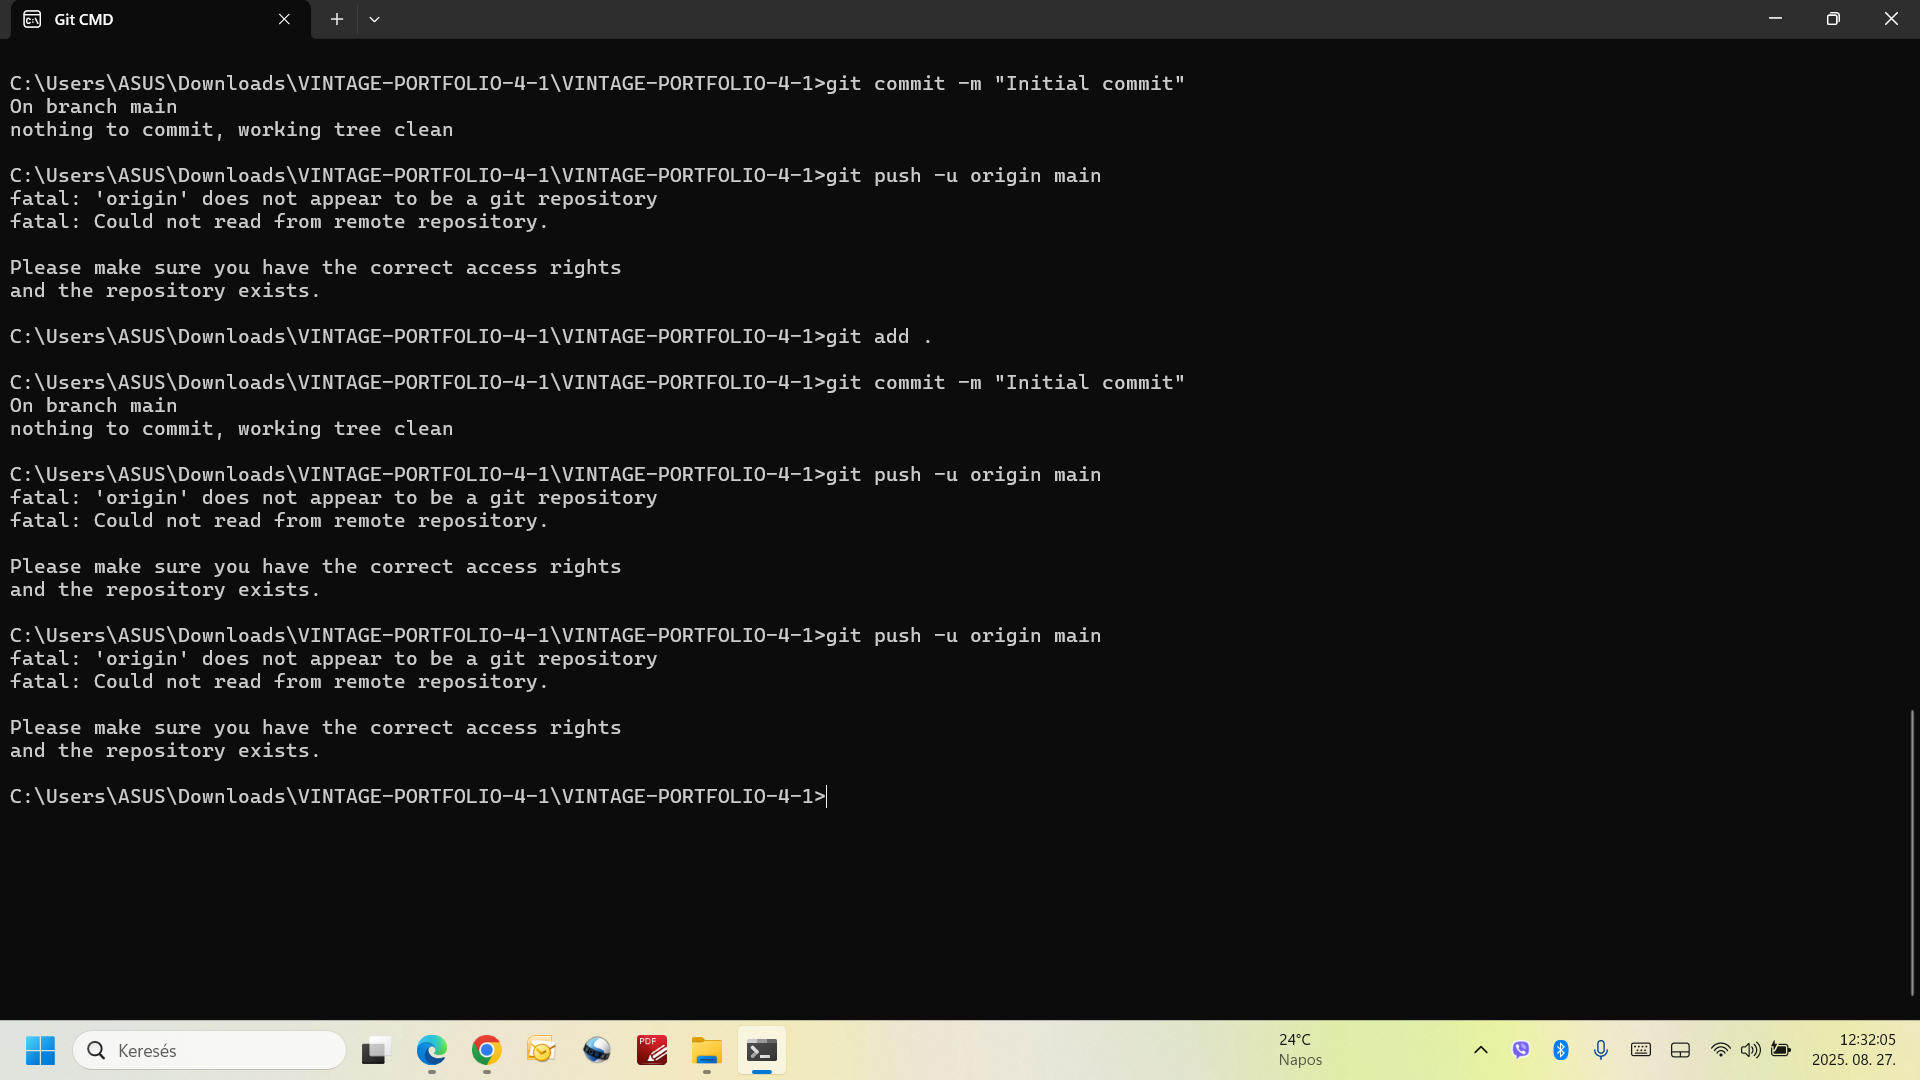 Git CMD
C:\Users\ASUS\Downloads\VINTAGE-PORTFOLIO-4-1\VINTAGE-PORTFOLIO-4-1>git commit -m "Initial commit"
On branch main
nothing to commit, working tree clean
C:\Users\ASUS\Downloads\VINTAGE-PORTFOLIO-4-1\VINTAGE-PORTFOLIO-4-1>git push -u origin main
fatal: 'origin' does not appear to be a git repository
fatal: Could not read from remote repository.
Please make sure you have the correct access rights
and the repository exists.
C:\Users\ASUS\Downloads\VINTAGE-PORTFOLIO-4-1\VINTAGE-PORTFOLIO-4-1>git add .
C:\Users\ASUS\Downloads\VINTAGE-PORTFOLIO-4-1\VINTAGE-PORTFOLIO-4-1>git commit -m "Initial commit"
On branch main
nothing to commit, working tree clean
C:\Users\ASUS\Downloads\VINTAGE-PORTFOLIO-4-1\VINTAGE-PORTFOLIO-4-1>git push -u origin main
fatal: 'origin' does not appear to be a git repository
fatal: Could not read from remote repository.
Please make sure you have the correct access rights
and the repository exists.
C:\Users\ASUS\Downloads\VINTAGE-PORTFOLIO-4-1\VINTAGE-PORTFOLIO-4-1>git push -u origin main
fatal: 'origin' does not appear to be a git repository
fatal: Could not read from remote repository.
Please make sure you have the correct access rights
and the repository exists.
C:\Users\ASUS\Downloads\VINTAGE-PORTFOLIO-4-1\VINTAGE-PORTFOLIO-4-1>
Keresés
PDF
24°C
Napos
12:32:05
2025. 08. 27.